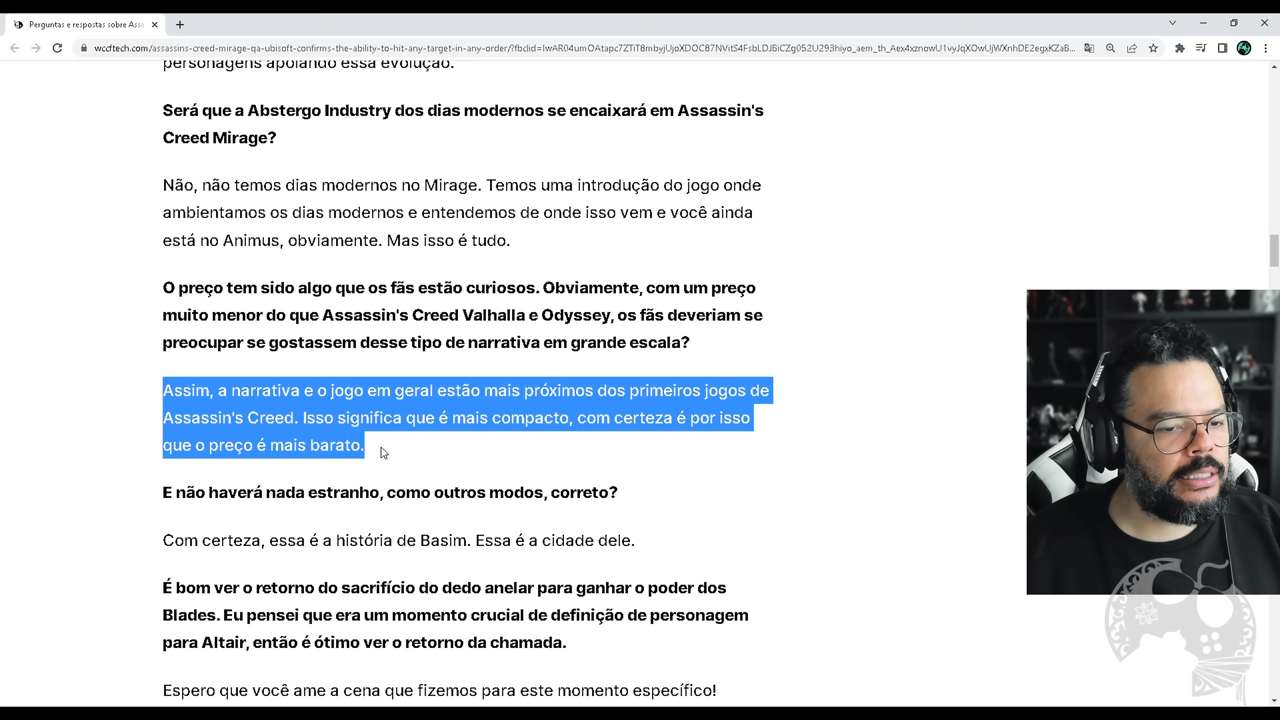 Perguntas e respostas sobre Assa
wccftech.com/assassins-creed-mirage-qa-ubisoft-confirms-the-ability-to-hit-any-target-in-any-order/?fbclid=
personagens apoiando essa evolução.
Será que a Abstergo Industry dos dias modernos se encaixará em Assassin's
Creed Mirage?
Não, não temos dias modernos no Mirage. Temos uma introdução do jogo onde
ambientamos os dias modernos e entendemos de onde isso vem e você ainda
está no Animus, obviamente. Mas isso é tudo.
O preço tem sido algo que os fãs estão curiosos. Obviamente, com um preço
muito menor do que Assassin's Creed Valhalla e Odyssey, os fãs deveriam se
preocupar se gostassem desse tipo de narrativa em grande escala?
Assim, a narrativa e o jogo em geral estão mais próximos dos primeiros jogos de
Assassin's Creed. Isso significa que é mais compacto, com certeza é por isso
que o preço é mais barato.
E não haverá nada estranho, como outros modos, correto?
Com certeza, essa é a história de Basim. Essa é a cidade dele.
É bom ver o retorno do sacrifício do dedo anelar para ganhar o poder dos
Blades. Eu pensei que era um momento crucial de definição de personagem
para Altair, então é ótimo ver o retorno da chamada.
Espero que você ame a cena que fizemos para este momento específico!